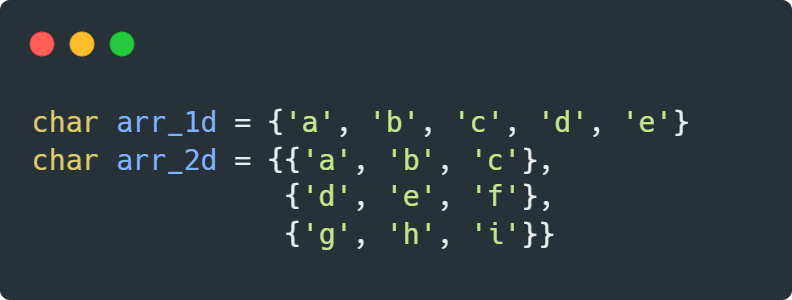 char arr_1d = {'a', 'b', 'c', 'd', 'e'}
char arr_2d = {{'a', 'b', 'c'},
               {'d', 'e', 'f'},
               {'g', 'h', 'i'}}